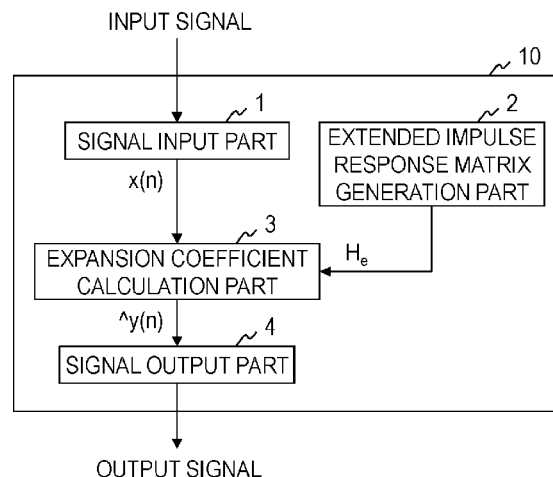 INPUT SIGNAL
10
1
SIGNAL INPUT PART
2
EXTENDED IMPULSE
RESPONSE MATRIX
GENERATION PART
x(n)
3
EXPANSION COEFFICIENT
CALCULATION PART
He
^y(n)
4
SIGNAL OUTPUT PART
OUTPUT SIGNAL